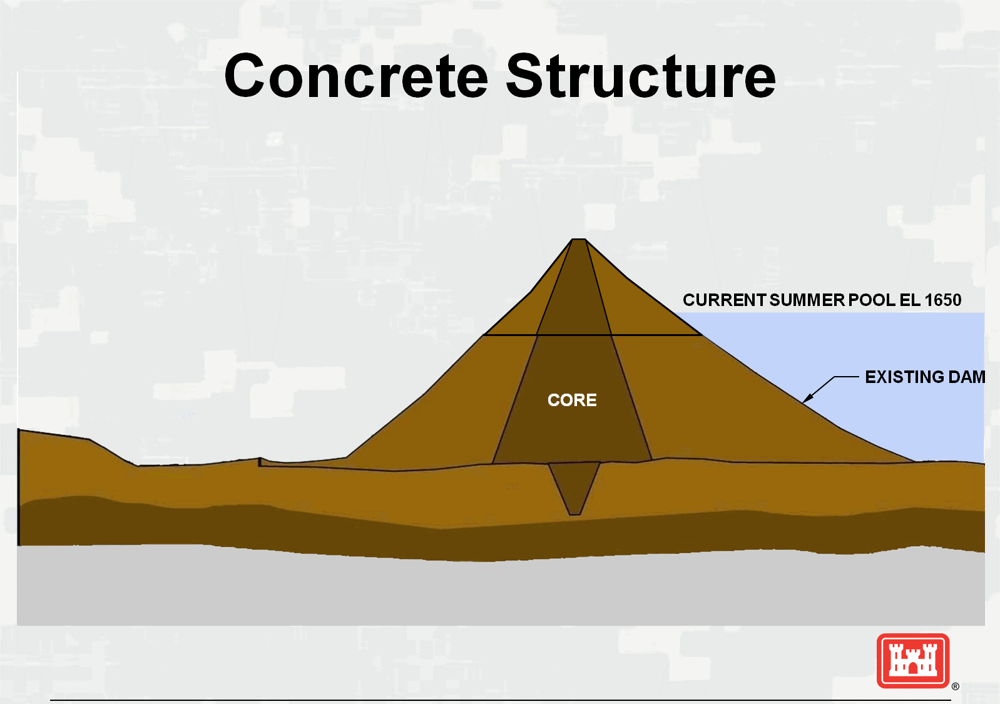 Concrete Structure
CURRENT SUMMER POOL EL 1650
EXISTING DAM
CORE
®